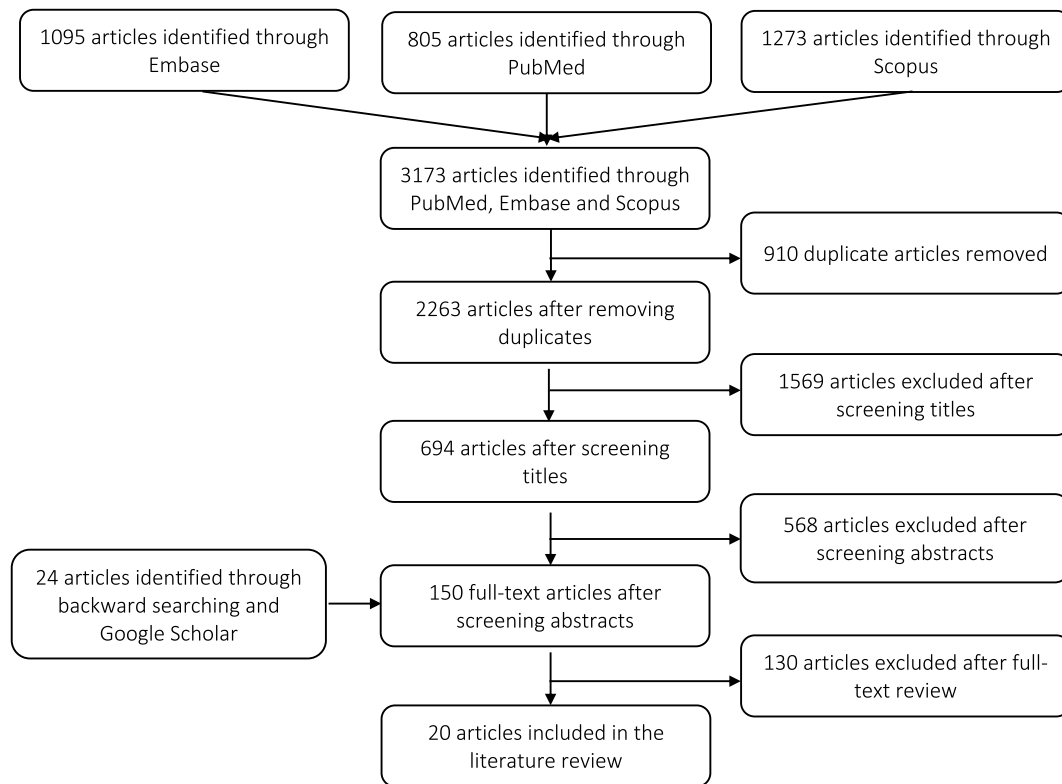 1095 articles identified through
Embase
805 articles identified through
PubMed
1273 articles identified through
Scopus
3173 articles identified through
PubMed, Embase and Scopus
910 duplicate articles removed
2263 articles after removing
duplicates
1569 articles excluded after
screening titles
694 articles after screening
titles
568 articles excluded after
screening abstracts
24 articles identified through
backward searching and
Google Scholar
150 full-text articles after
screening abstracts
130 articles excluded after full-
text review
20 articles included in the
literature review